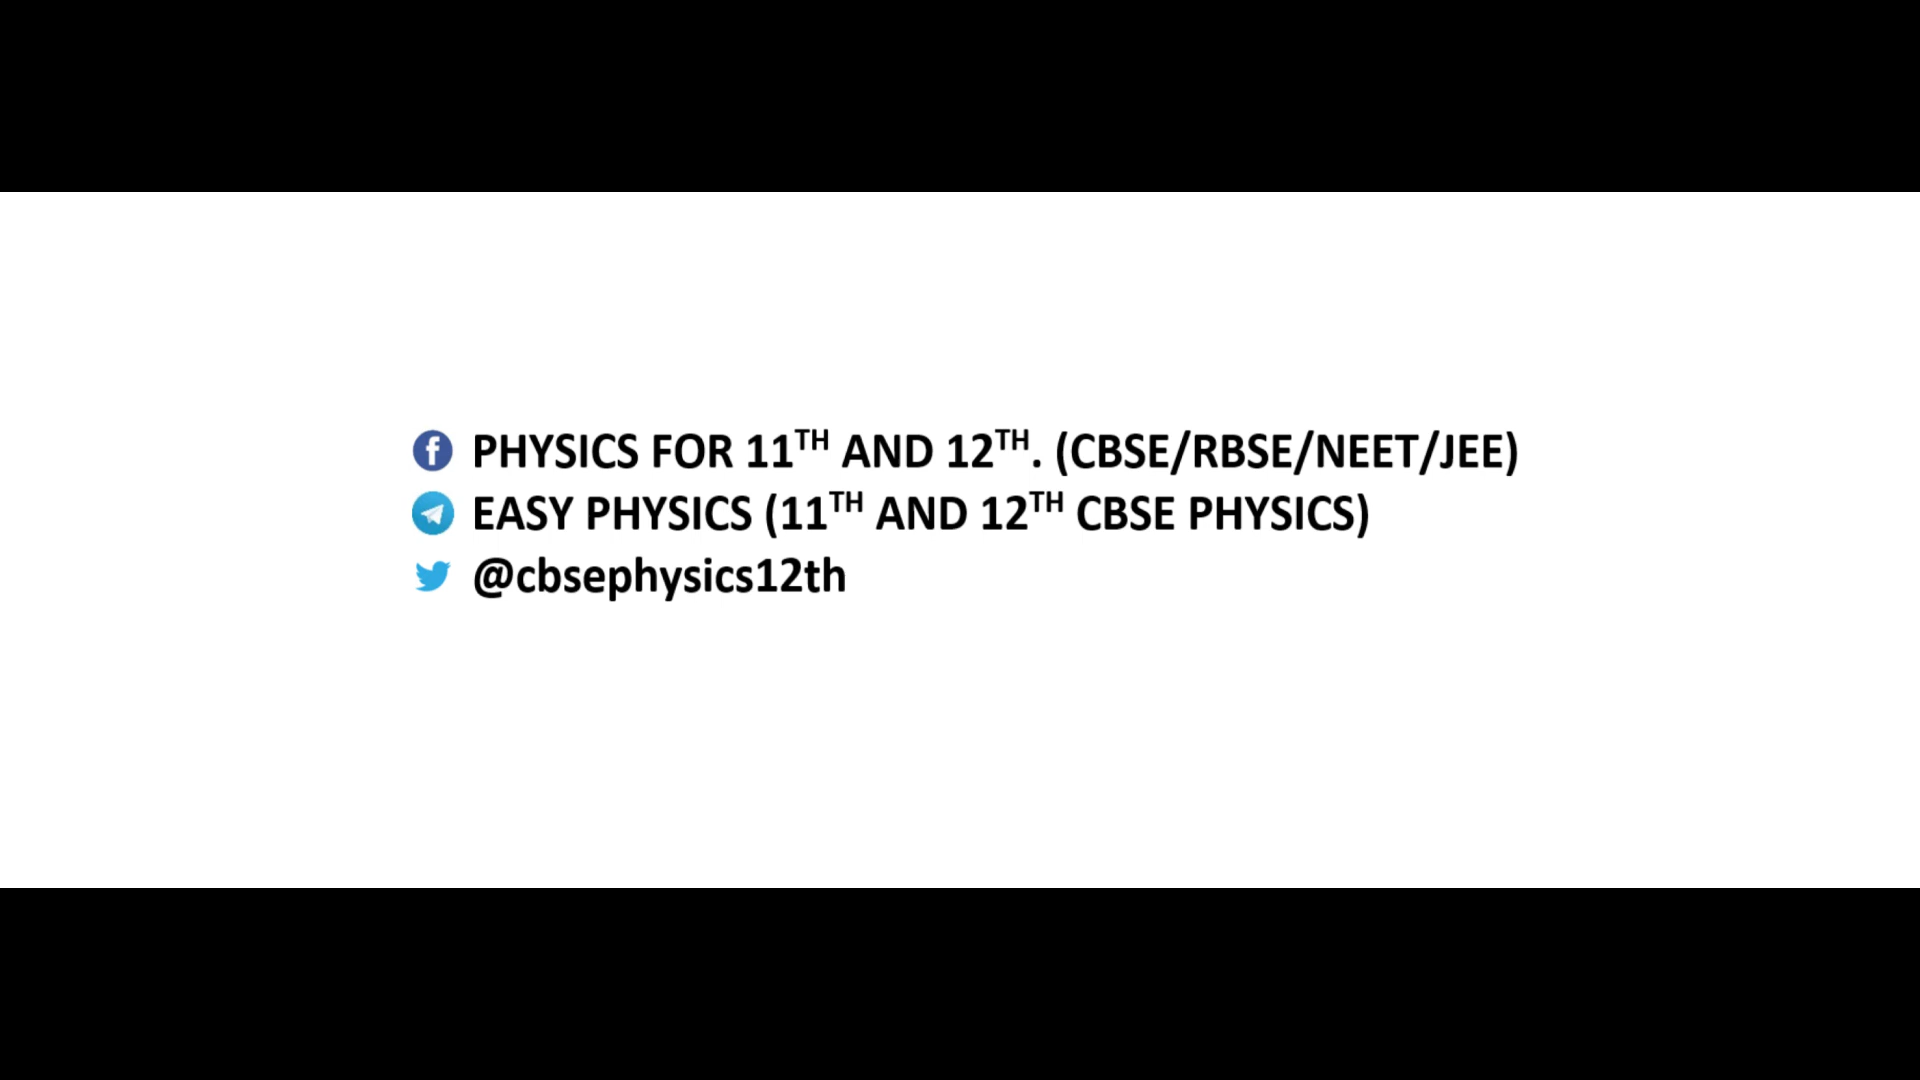 PHYSICS FOR 11TH AND 12TH. (CBSE/RBSE/NEET/JEE)
EASY PHYSICS (11TH AND 12TH CBSE PHYSICS)
@cbsephysics12th